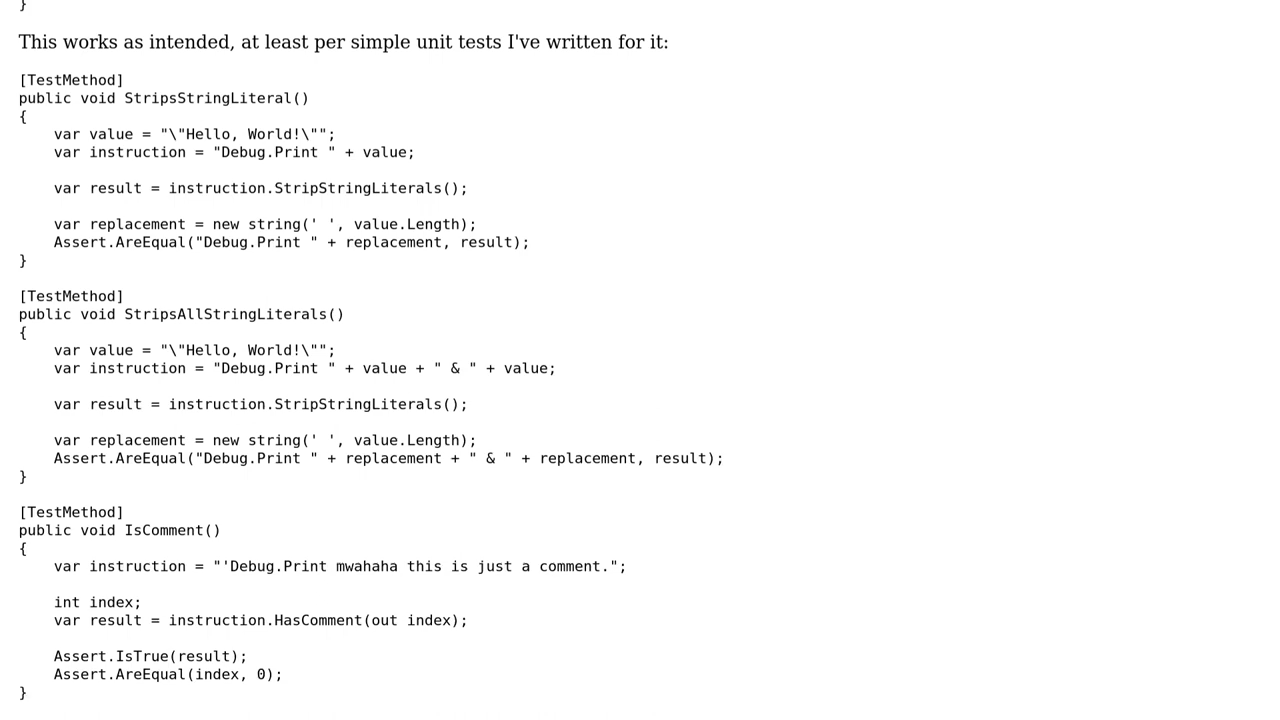 }
This works as intended, at least per simple unit tests I've written for it:
[TestMethod]
public void StripsStringLiteral()
{
    var value = "\"Hello, World!\"";
    var instruction = "Debug.Print " + value;
    var result = instruction.StripStringLiterals();
    var replacement = new string(' ', value.Length);
    Assert.AreEqual("Debug.Print " + replacement, result);
}
[TestMethod]
public void StripsAllStringLiterals()
{
    var value = "\"Hello, World!\"";
    var instruction = "Debug.Print " + value + " & " + value;
    var result = instruction.StripStringLiterals();
    var replacement = new string(' ', value.Length);
    Assert.AreEqual("Debug.Print " + replacement + " & " + replacement, result);
}
[TestMethod]
public void IsComment()
{
    var instruction = "'Debug.Print mwahaha this is just a comment.";
    int index;
    var result = instruction.HasComment(out index);
    Assert.IsTrue(result);
    Assert.AreEqual(index, 0);
}